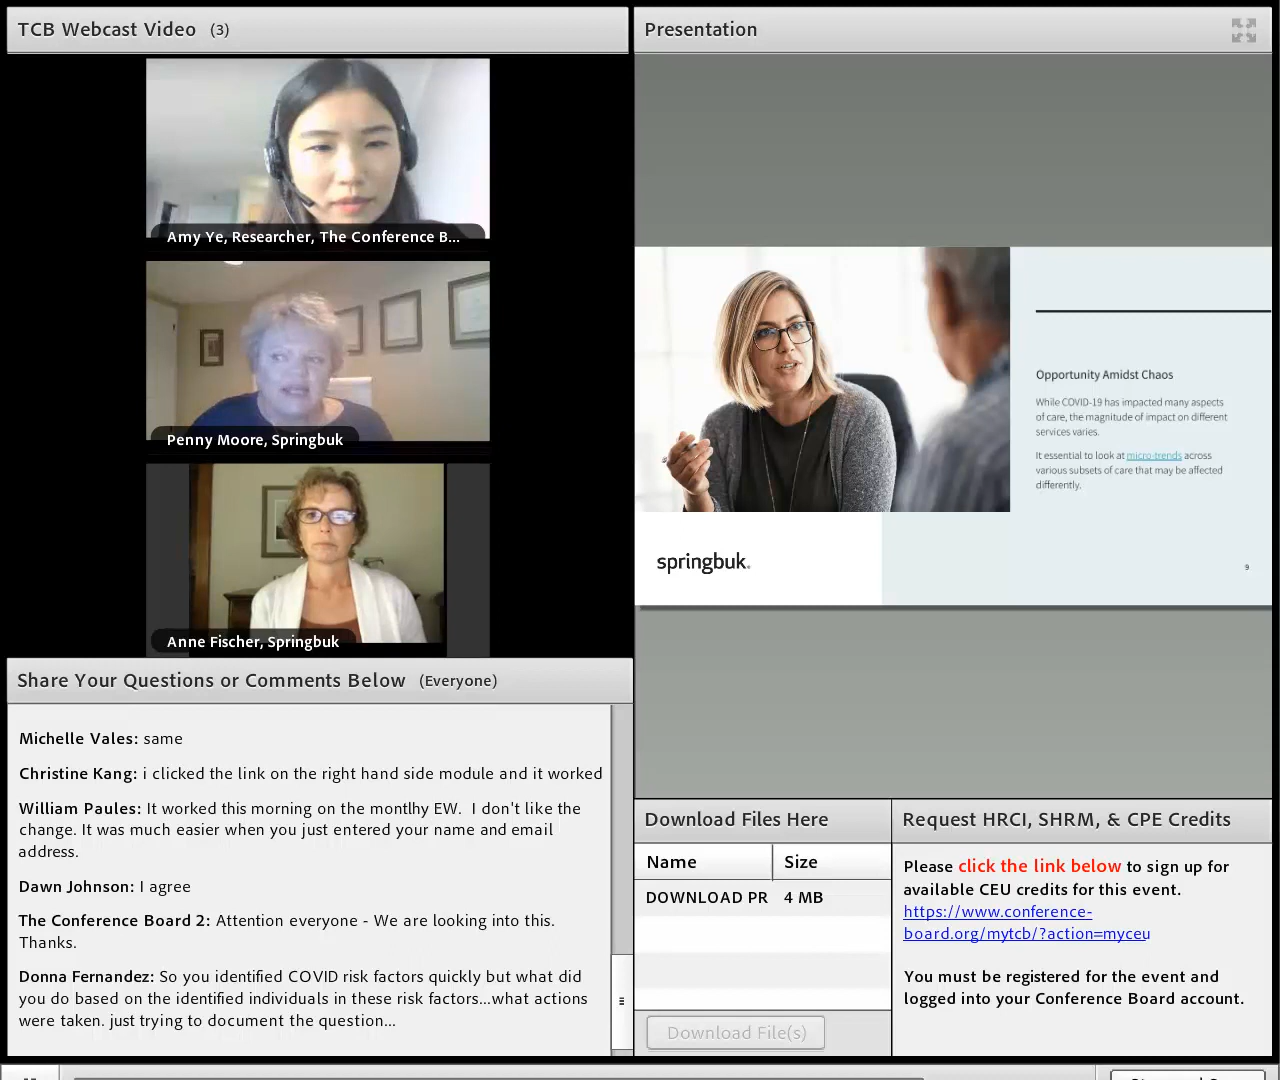 TCB Webcast Video (3)
Amy Ye, Researcher, The Conference B...
Penny Moore, Springbuk
Anne Fischer, Springbuk
Share Your Questions or Comments Below (Everyone)
Michelle Vales: same
Christine Kang: i clicked the link on the right hand side module and it worked
William Paules: It worked this morning on the montlhy EW. I don't like the
change. It was much easier when you just entered your name and email
address.
Dawn Johnson: I agree
The Conference Board 2: Attention everyone - We are looking into this.
Thanks.
Donna Fernandez: So you identified COVID risk factors quickly but what did
you do based on the identified individuals in these risk factors...what actions
were taken. just trying to document the question...
Presentation
Opportunity Amidst Chaos
While COVID-19 has impacted many aspects
of care, the magnitude of impact on different
services varies.
It essential to look at micro-trends across
various subsets of care that may be affected
differently.
springbuk.
9
Download Files Here
Name Size
DOWNLOAD PR 4 MB
Download File(s)
Request HRCI, SHRM, & CPE Credits
Please click the link below to sign up for
available CEU credits for this event.
https://www.conference-
board.org/mytcb/?action=myceu
You must be registered for the event and
logged into your Conference Board account.